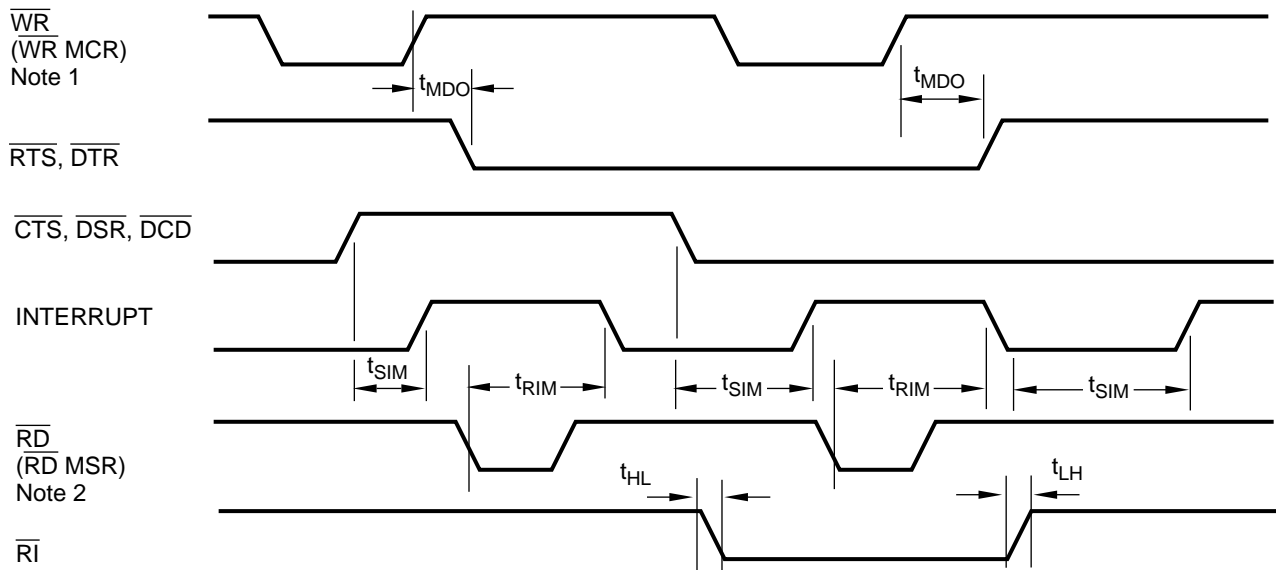 WR
(WR MCR)
Note 1
tMDO
tMDO
RTS, DTR
CTS, DSR, DCD
INTERRUPT
tSIM
tRIM
tSIM
tRIM
tSIM
RD
(RD MSR)
Note 2
tHL
tLH
RI